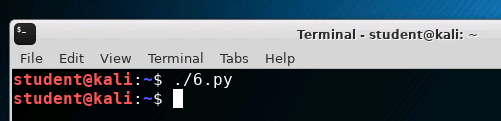 Terminal - student@kali: ~
File Edit View Terminal Tabs Help
student@kali:~$ ./6.py
student@kali:~$